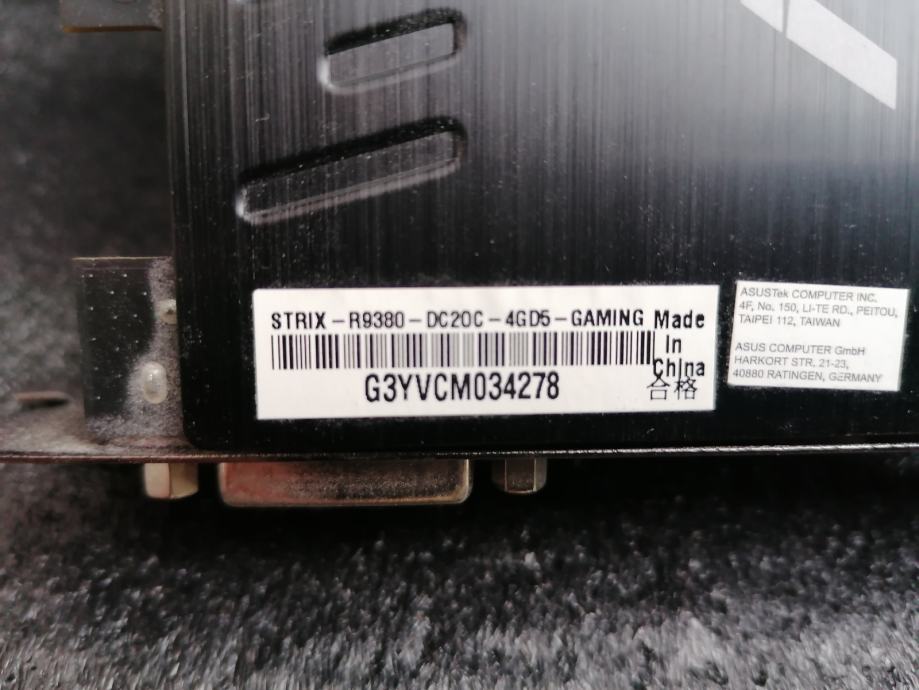 STRIX-R9380-DC2OC-4GD5-GAMING
G3YVCM034278
Made
in
China
合格
ASUSTek COMPUTER INC.
4F, No. 150, LI-TE RD., PEITOU,
TAIPEI 112, TAIWAN
ASUS COMPUTER GmbH
HARKORT STR. 21-23,
40880 RATINGEN, GERMANY